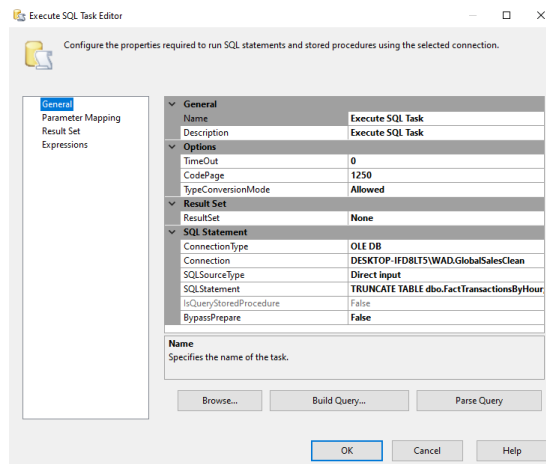 Execute SQL Task Editor
Configure the properties required to run SQL statements and stored procedures using the selected connection.
General
Parameter Mapping
Result Set
Expressions
General
Name Execute SQL Task
Description Execute SQL Task
Options
TimeOut 0
CodePage 1250
TypeConversionMode Allowed
Result Set
ResultSet None
SQL Statement
ConnectionType OLE DB
Connection DESKTOP-IFD8LT5\WAD.GlobalSalesClean
SQLSourceType Direct input
SQLStatement TRUNCATE TABLE dbo.FactTransactionsByHour
IsQueryStoredProcedure False
BypassPrepare False
Name
Specifies the name of the task.
Browse... Build Query... Parse Query
OK Cancel Help